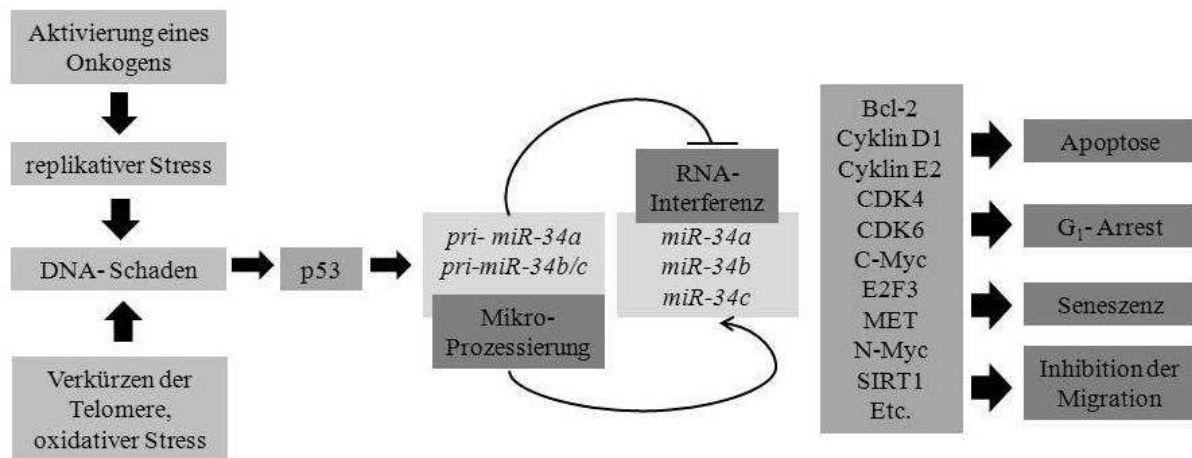 Aktivierung eines
Onkogens
replikativer Stress
DNA- Schaden
Verkürzen der
Telomere,
oxidativer Stress
p53
pri- miR-34a
pri-miR-34b/c
Mikro-
Prozessierung
RNA-
Interferenz
miR-34a
miR-34b
miR-34c
Bcl-2
Cyklin D1
Cyklin E2
CDK4
CDK6
C-Myc
E2F3
MET
N-Myc
SIRT1
Etc.
Apoptose
G₁- Arrest
Seneszenz
Inhibition der
Migration